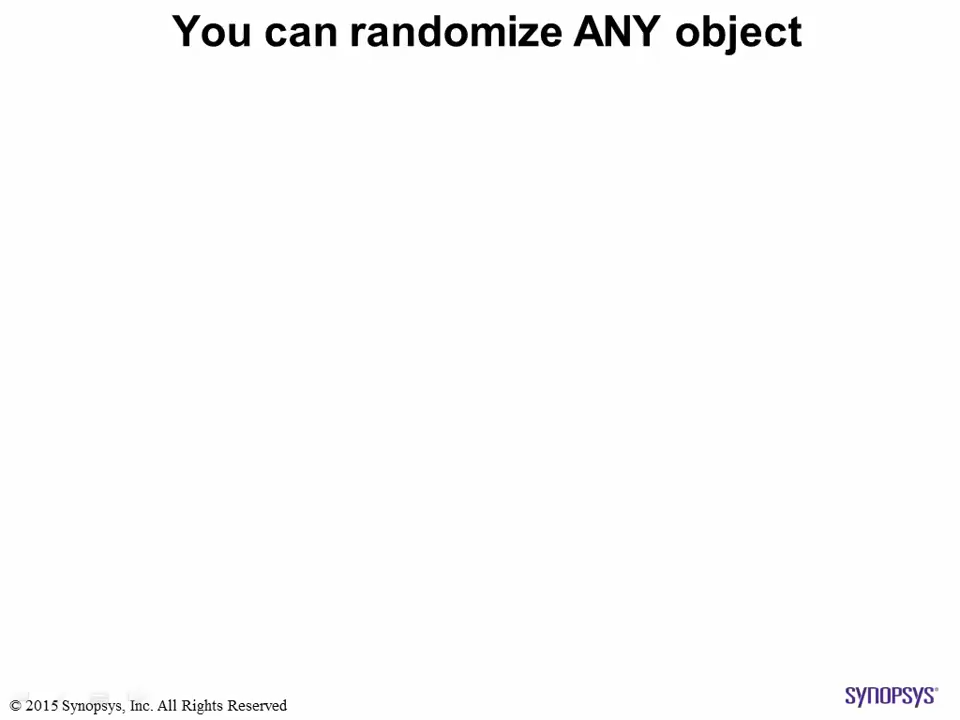 You can randomize ANY object
© 2015 Synopsys, Inc. All Rights Reserved
SYNOPSYS®